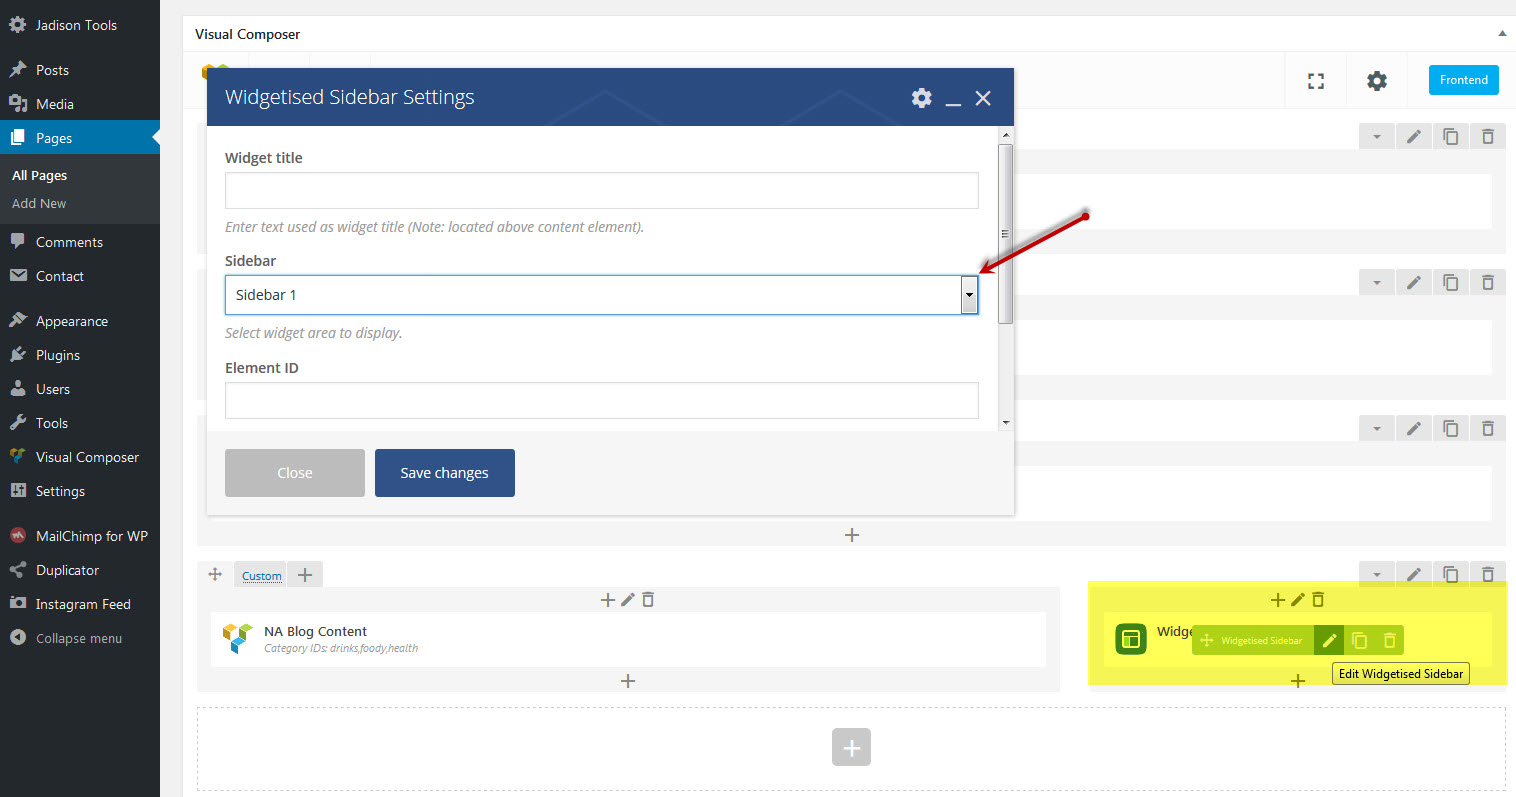 Jadison Tools
Posts
Media
Pages
All Pages
Add New
Comments
Contact
Appearance
Plugins
Users
Tools
Visual Composer
Settings
MailChimp for WP
Duplicator
Instagram Feed
Collapse menu
Visual Composer
Frontend
Widgetised Sidebar Settings
Widget title
Enter text used as widget title (Note: located above content element).
Sidebar
Sidebar 1
Select widget area to display.
Element ID
Close
Save changes
Custom
NA Blog Content
Category IDs: drinks,foody,health
Widge
Widgetised Sidebar
Edit Widgetised Sidebar